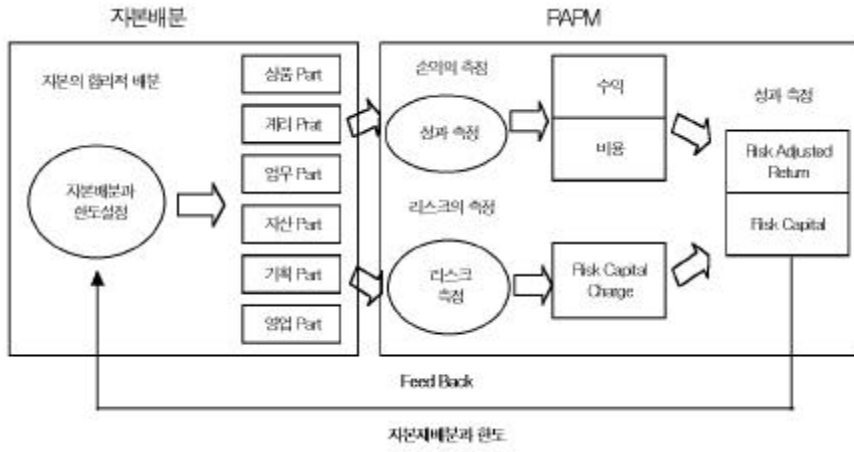 자본배분
RAPM
자본의 합리적 배분
자본배분과
한도설정
상품 Part
계리 Prat
업무 Part
자산 Part
기획 Part
영업 Part
손익의 측정
성과 측정
수익
비용
리스크의 측정
리스크
측정
Risk Capital
Charge
성과 측정
Risk Adjusted
Return
Risk Capital
Feed Back
자본재배분과 한도